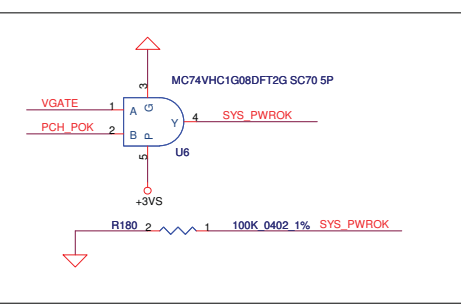 MC74VHC1G08DFT2G SC70 5P
3
VGATE 1 A G
Y 4 SYS_PWROK
PCH_POK 2 B P
5 U6
+3VS
R180 2 1 100K_0402_1% SYS_PWROK